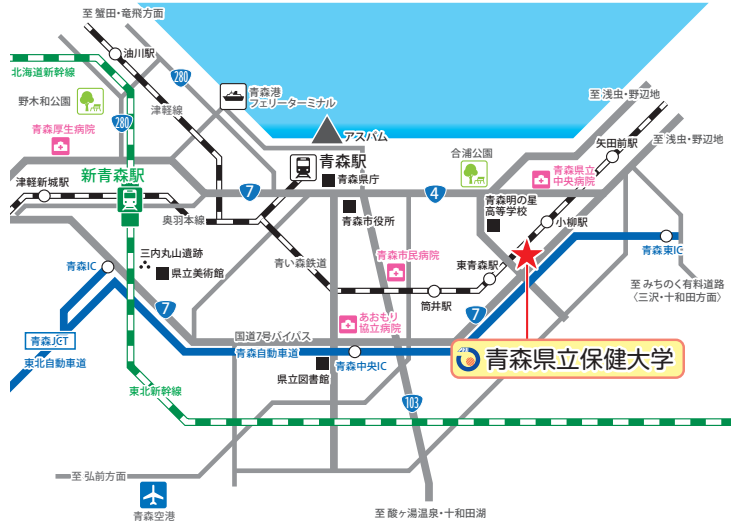 至 蟹田・竜飛方面
油川駅
北海道新幹線
280
津軽線
青森港
フェリーターミナル
野木和公園
280
青森厚生病院
アスパム
至 浅虫・野辺地
矢田前駅
至 浅虫・野辺地
合浦公園
青森駅
青森県庁
新青森駅
津軽新城駅
7
4
青森県立
中央病院
青森明の星
高等学校
小柳駅
奥羽本線
青森市役所
三内丸山遺跡
県立美術館
青森IC
青い森鉄道
青森市民病院
東青森駅
青森東IC
至 みちのく有料道路
〈三沢・十和田方面〉
筒井駅
7
7
あおもり
協立病院
国道7号バイパス
青森JCT
東北自動車道
青森自動車道
青森中央IC
県立図書館
青森県立保健大学
東北新幹線
103
至 弘前方面
青森空港
至 酸ヶ湯温泉・十和田湖